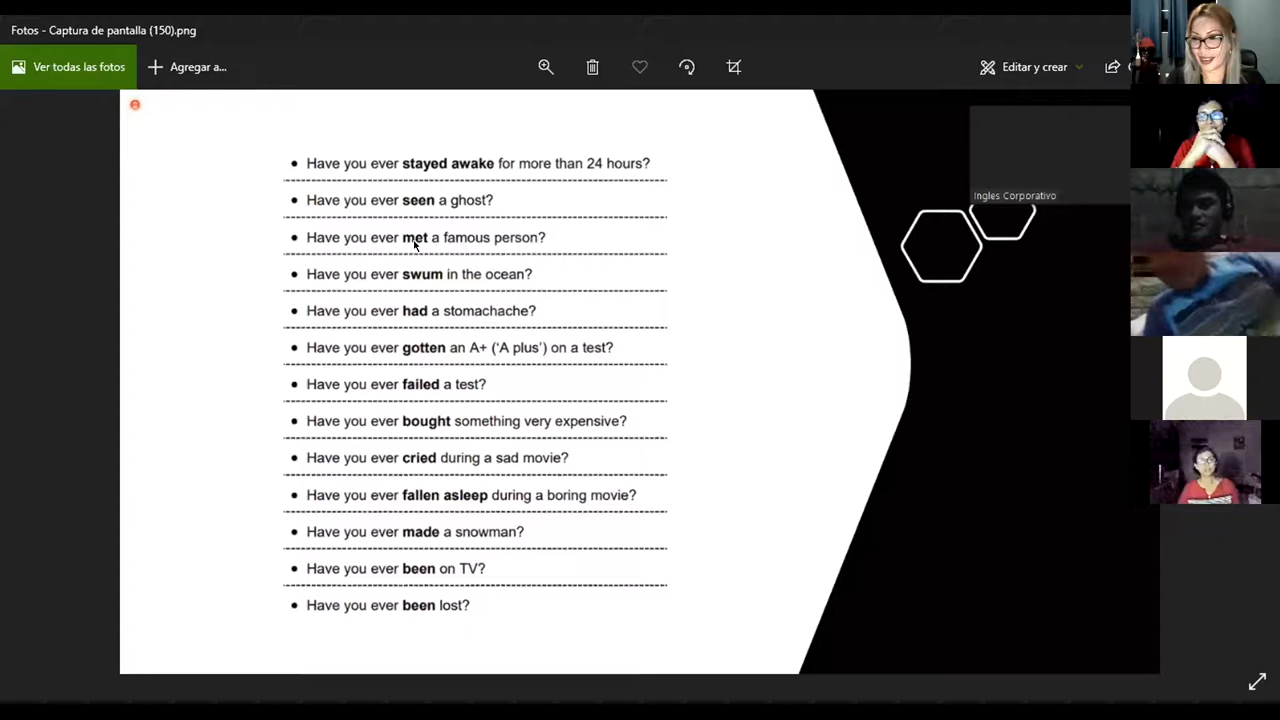 Fotos - Captura de pantalla (150).png
Ver todas las fotos
Agregar a...
Editar y crear
Ingles Corporativo
• Have you ever stayed awake for more than 24 hours?
• Have you ever seen a ghost?
• Have you ever met a famous person?
• Have you ever swum in the ocean?
• Have you ever had a stomachache?
• Have you ever gotten an A+ (‘A plus’) on a test?
• Have you ever failed a test?
• Have you ever bought something very expensive?
• Have you ever cried during a sad movie?
• Have you ever fallen asleep during a boring movie?
• Have you ever made a snowman?
• Have you ever been on TV?
• Have you ever been lost?